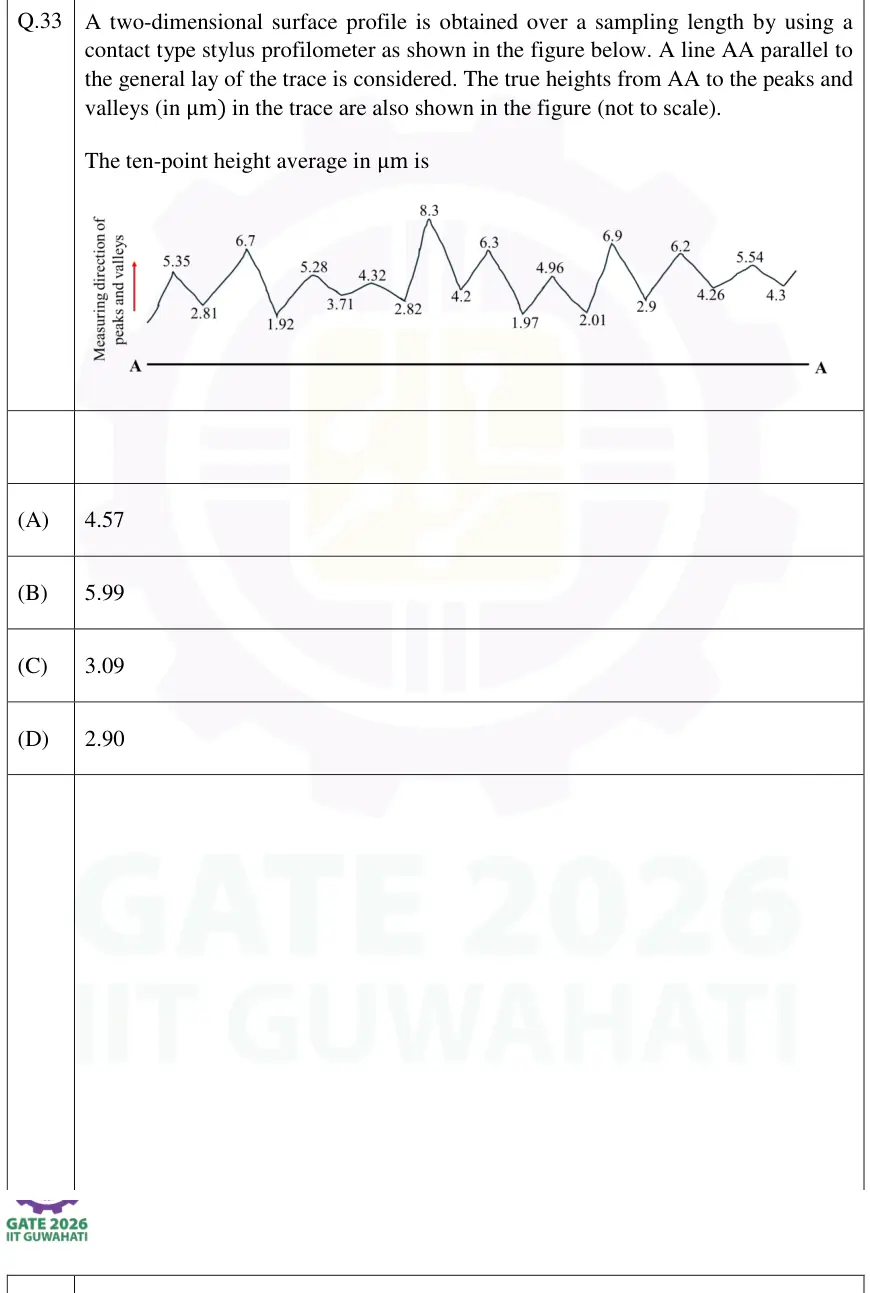 Q.33 A two-dimensional surface profile is obtained over a sampling length by using a
contact type stylus profilometer as shown in the figure below. A line AA parallel to
the general lay of the trace is considered. The true heights from AA to the peaks and
valleys (in μm) in the trace are also shown in the figure (not to scale).
The ten-point height average in μm is
Measuring direction of
peaks and valleys
5.35
2.81
6.7
1.92
5.28
3.71
4.32
2.82
8.3
4.2
6.3
1.97
4.96
2.01
6.9
2.9
6.2
4.26
5.54
4.3
A A
(A) 4.57
(B) 5.99
(C) 3.09
(D) 2.90
GATE 2026
IIT GUWAHATI
GATE 2026
IIT GUWAHATI